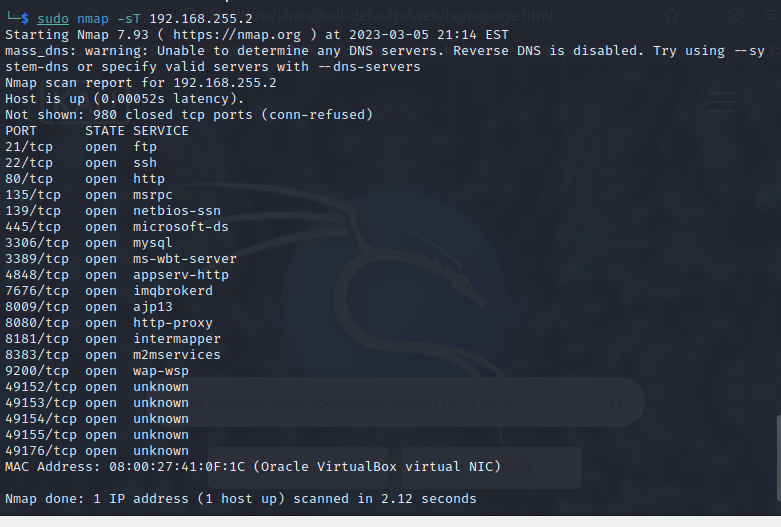 └─$ sudo nmap -sT 192.168.255.2
Starting Nmap 7.93 ( https://nmap.org ) at 2023-03-05 21:14 EST
mass_dns: warning: Unable to determine any DNS servers. Reverse DNS is disabled. Try using --sy
stem-dns or specify valid servers with --dns-servers
Nmap scan report for 192.168.255.2
Host is up (0.00052s latency).
Not shown: 980 closed tcp ports (conn-refused)
PORT STATE SERVICE
21/tcp open ftp
22/tcp open ssh
80/tcp open http
135/tcp open msrpc
139/tcp open netbios-ssn
445/tcp open microsoft-ds
3306/tcp open mysql
3389/tcp open ms-wbt-server
4848/tcp open appserv-http
7676/tcp open imqbrokerd
8009/tcp open ajp13
8080/tcp open http-proxy
8181/tcp open intermapper
8383/tcp open m2mservices
9200/tcp open wap-wsp
49152/tcp open unknown
49153/tcp open unknown
49154/tcp open unknown
49155/tcp open unknown
49176/tcp open unknown
MAC Address: 08:00:27:41:0F:1C (Oracle VirtualBox virtual NIC)
Nmap done: 1 IP address (1 host up) scanned in 2.12 seconds